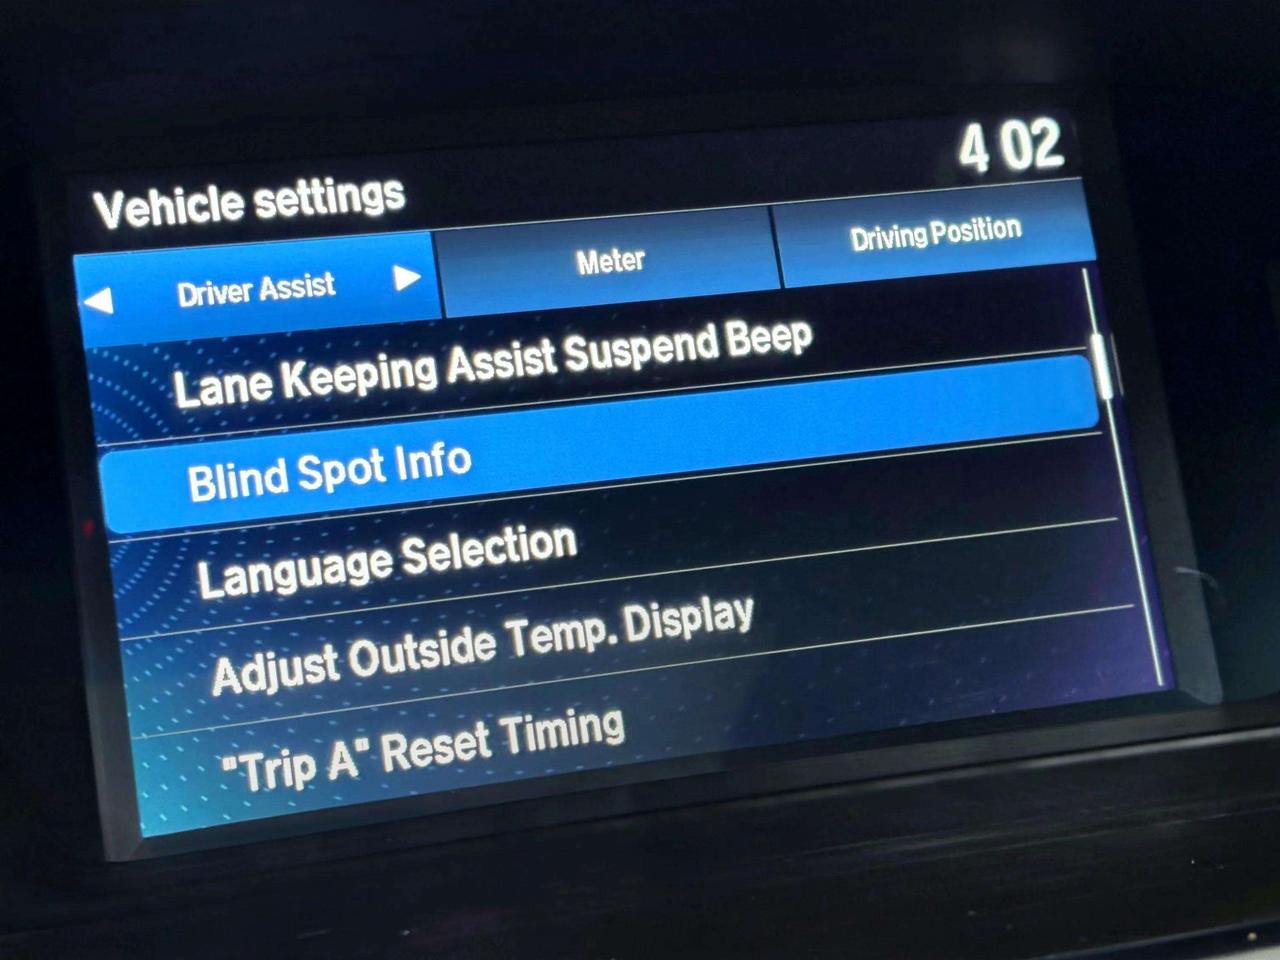 4 02
Vehicle settings
Driver Assist
Meter
Driving Position
Lane Keeping Assist Suspend Beep
Blind Spot Info
Language Selection
Adjust Outside Temp. Display
"Trip A" Reset Timing